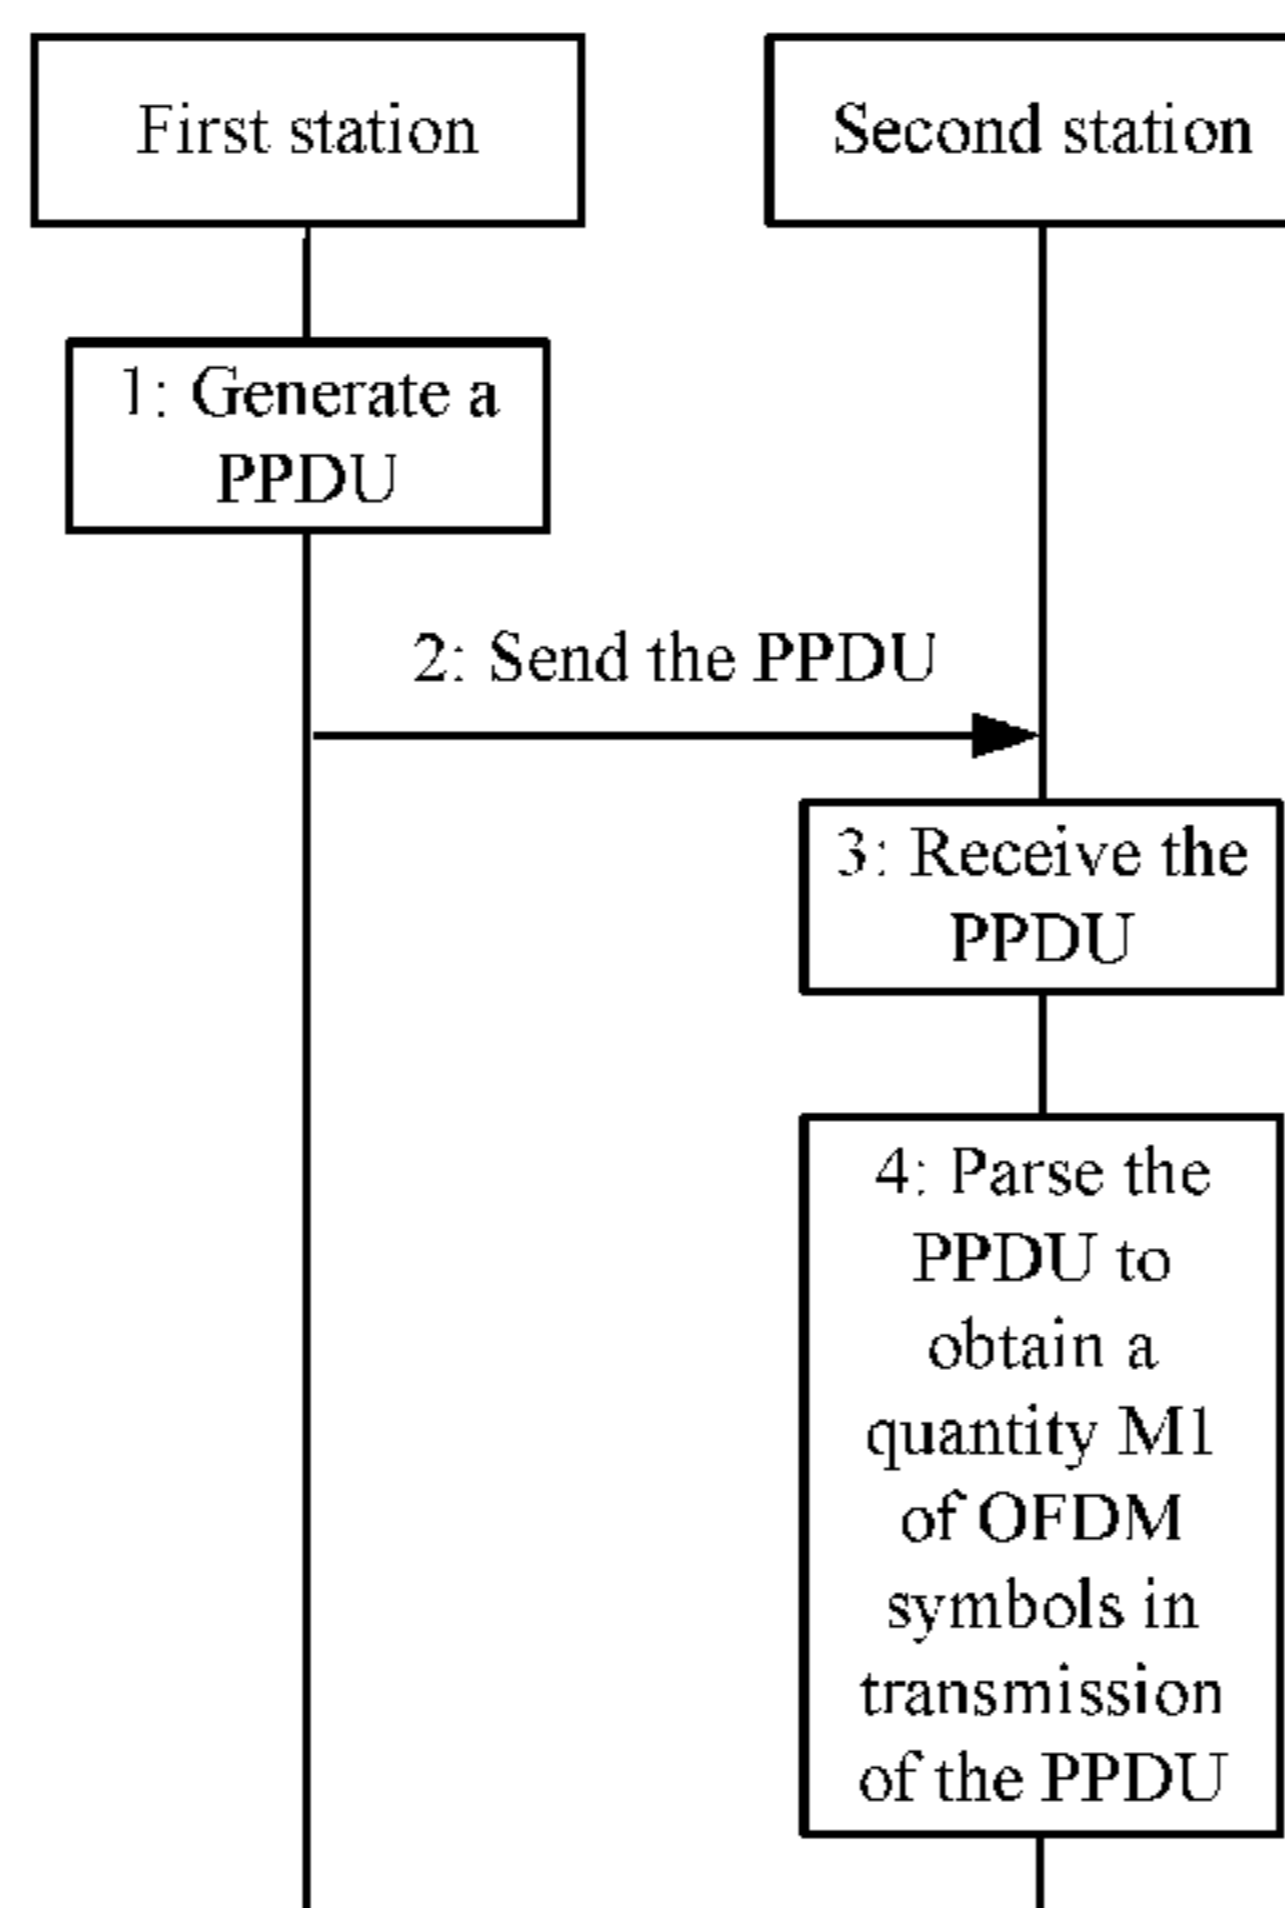 First station
Second station
1: Generate a
PPDU
2: Send the PPDU
3: Receive the
PPDU
4: Parse the
PPDU to
obtain a
quantity M1
of OFDM
symbols in
transmission
of the PPDU